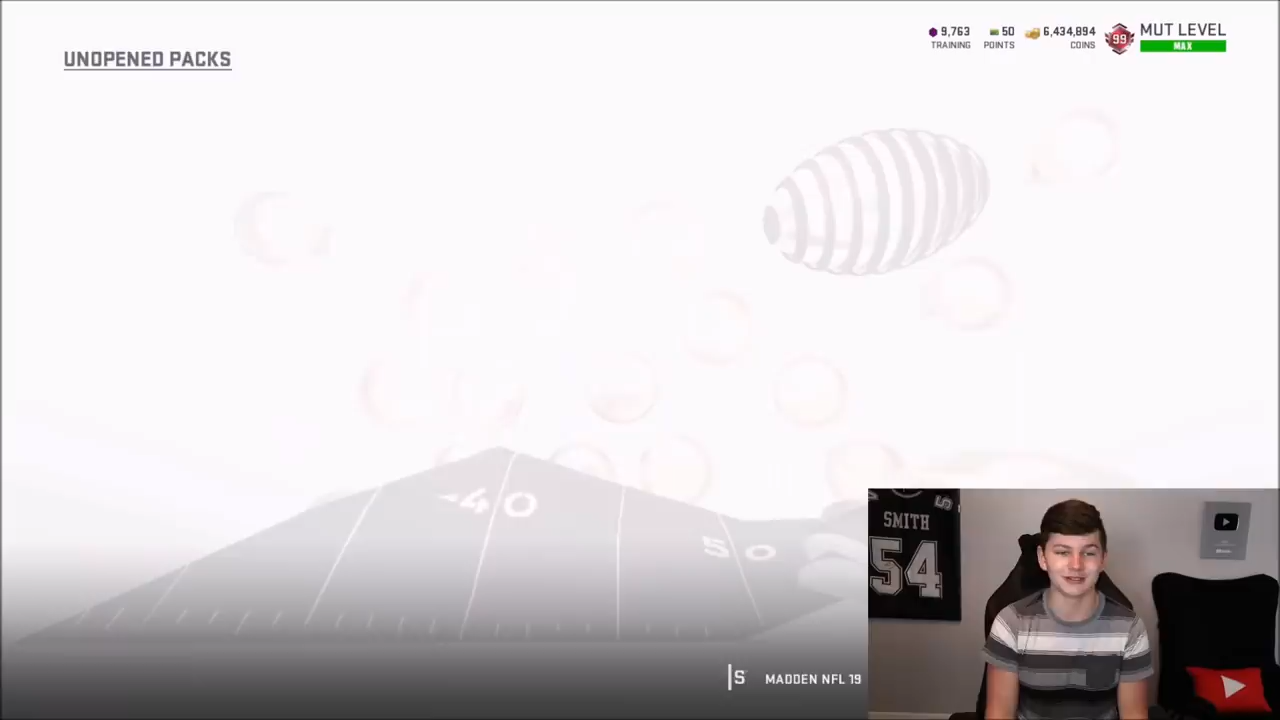 UNOPENED PACKS
9,763
TRAINING
50
POINTS
6,434,894
COINS
99
MUT LEVEL
MAX
40
50
SMITH
54
MADDEN NFL 19